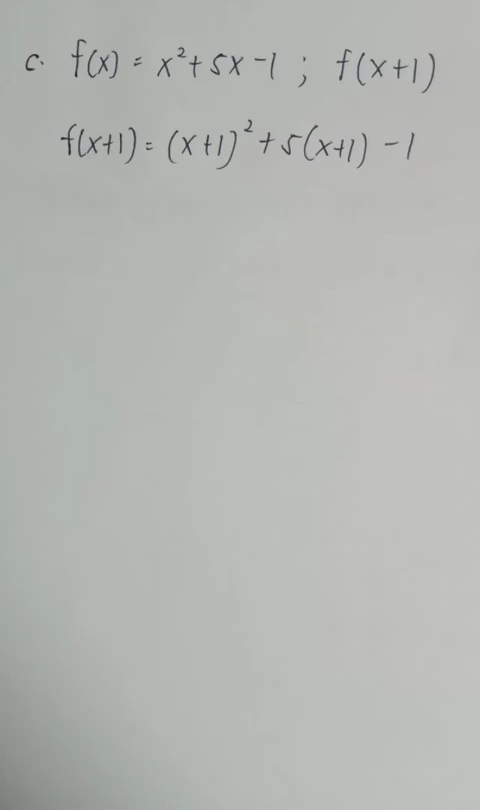 c. f(x) = x²+5x-1 ; f(x+1)
f(x+1) = (x+1)²+5(x+1) -1